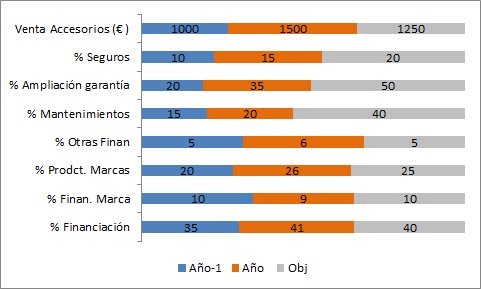 Venta Accesorios (€ ) 1000 1500 1250
% Seguros 10 15 20
% Ampliación garantía 20 35 50
% Mantenimientos 15 20 40
% Otras Finan 5 6 5
% Prodct. Marcas 20 26 25
% Finan. Marca 10 9 10
% Financiación 35 41 40
Año-1 Año Obj